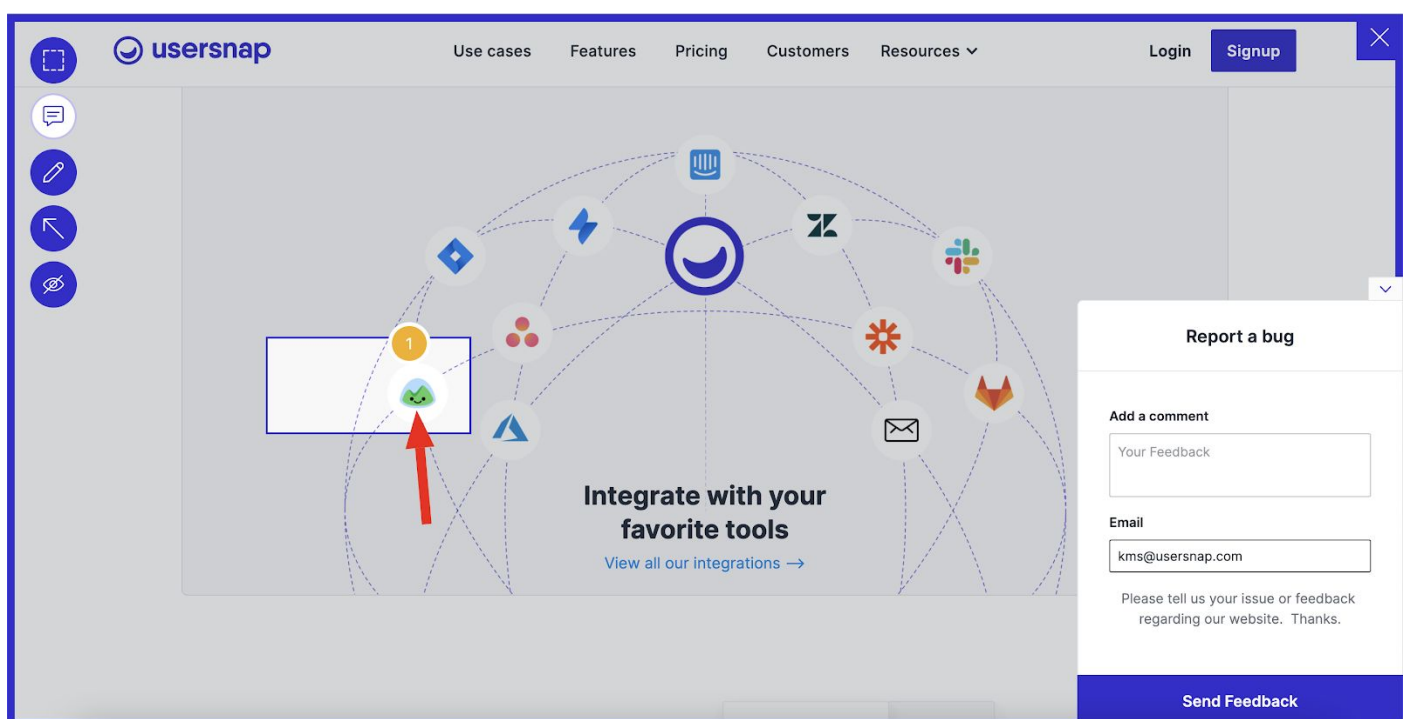 usersnap
Use cases
Features
Pricing
Customers
Resources
Login
Signup
1
Integrate with your
favorite tools
View all our integrations →
Report a bug
Add a comment
Your Feedback
Email
kms@usersnap.com
Please tell us your issue or feedback
regarding our website. Thanks.
Send Feedback